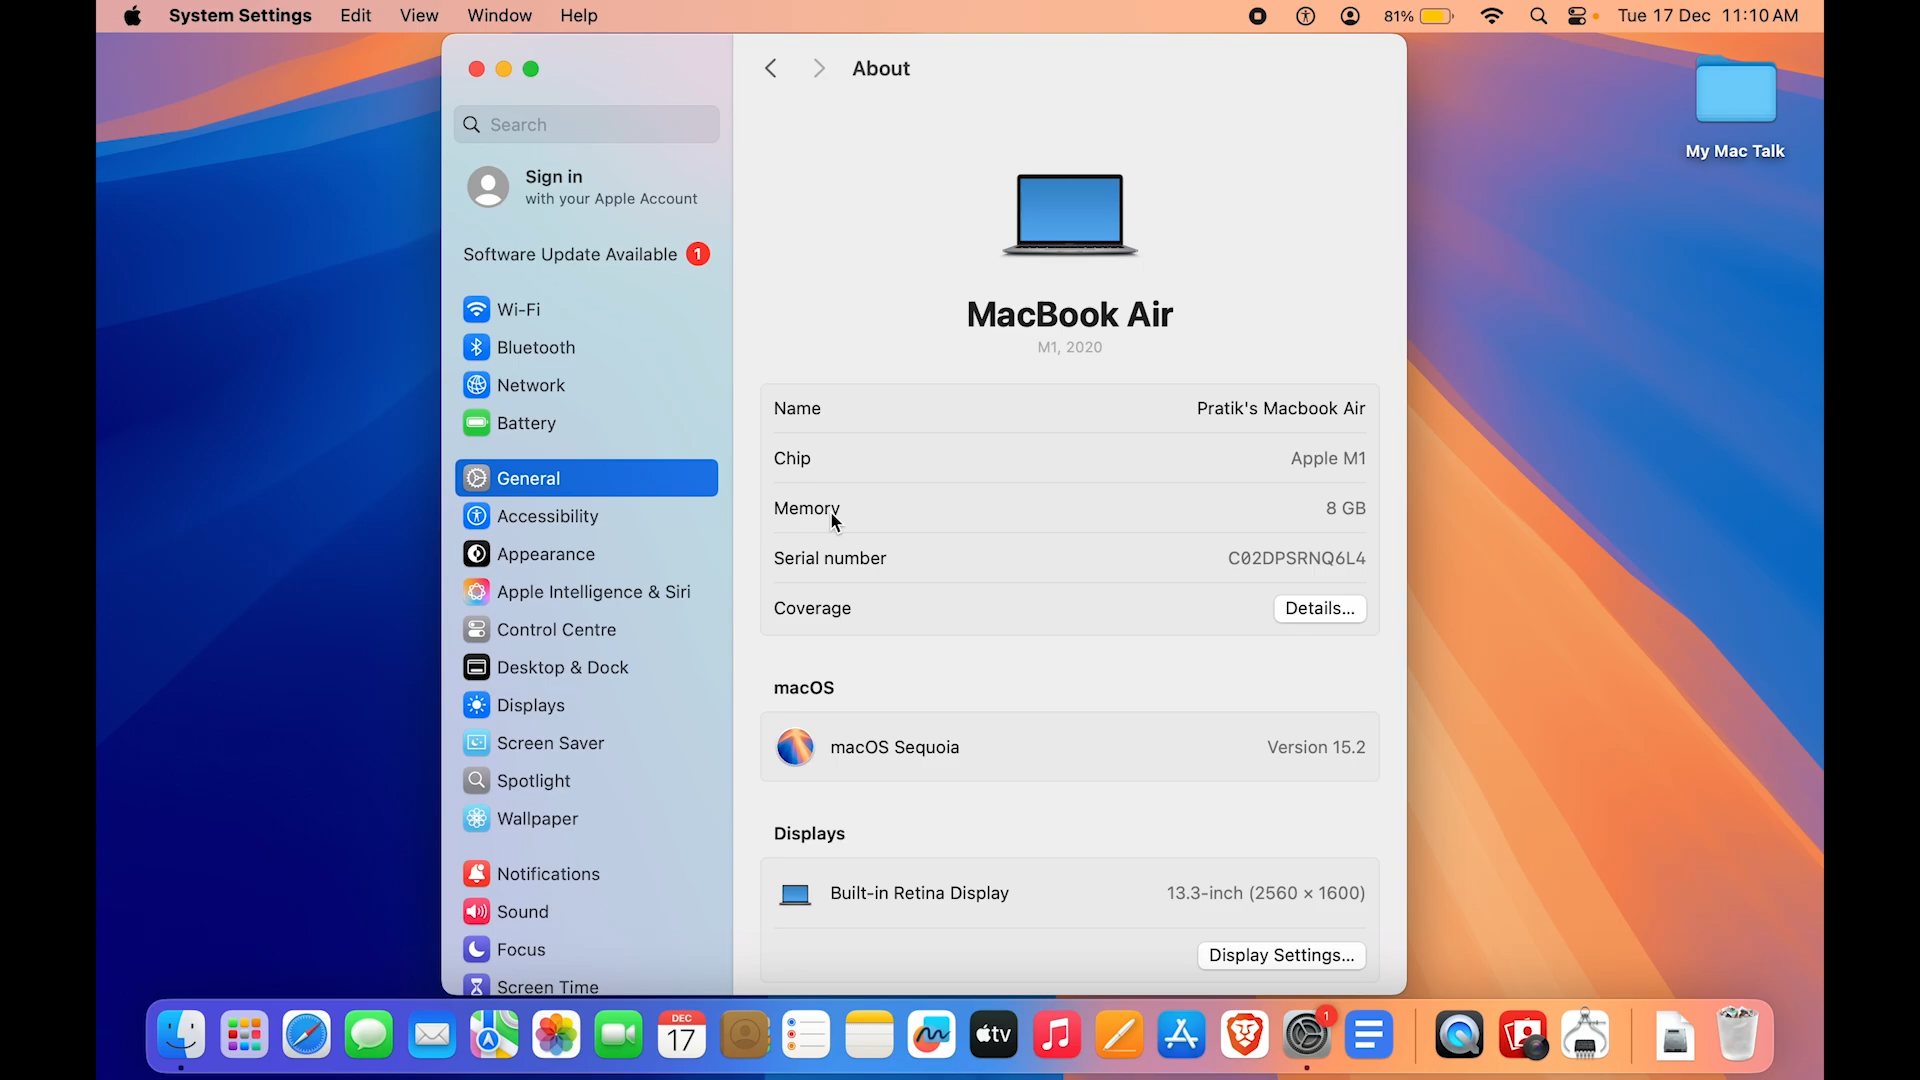 System Settings Edit View Window Help 81% Tue 17 Dec 11:10 AM
My Mac Talk
Search
Sign in
with your Apple Account
Software Update Available 1
Wi-Fi
Bluetooth
Network
Battery
General
Accessibility
Appearance
Apple Intelligence & Siri
Control Centre
Desktop & Dock
Displays
Screen Saver
Spotlight
Wallpaper
Notifications
Sound
Focus
Screen Time
About
MacBook Air
M1, 2020
Name Pratik's Macbook Air
Chip Apple M1
Memory 8 GB
Serial number C02DPSRNQ6L4
Coverage Details...
macOS
macOS Sequoia Version 15.2
Displays
Built-in Retina Display 13.3-inch (2560 × 1600)
Display Settings...
DEC
17
tv
1